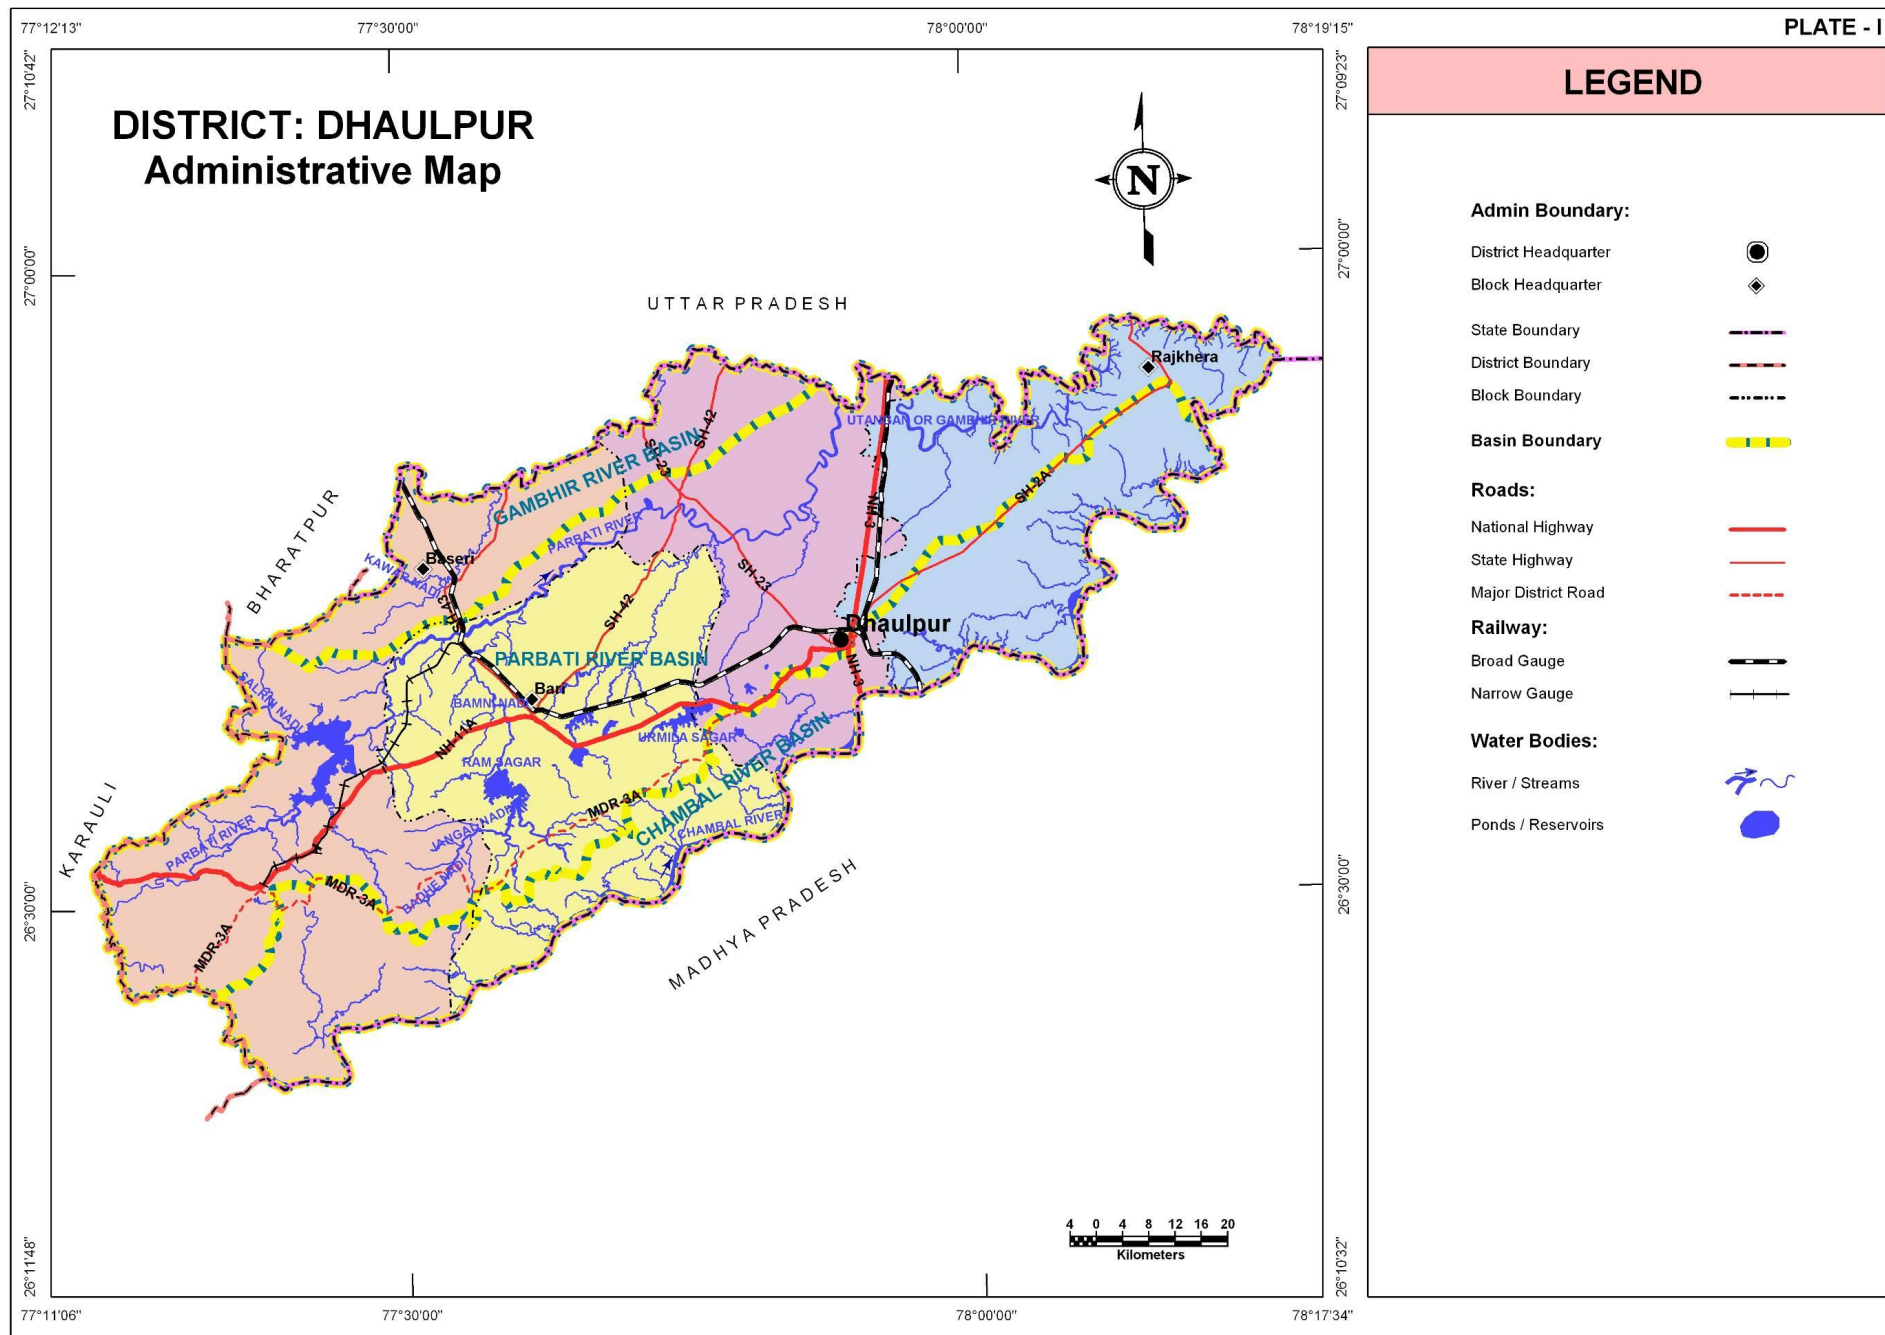 PLATE - I
77°12'13"
77°30'00"
78°00'00"
78°19'15"
27°10'42"
27°09'23"
DISTRICT: DHAULPUR
Administrative Map
N
27°00'00"
27°00'00"
UTTAR PRADESH
Rajkhera
UTANGAN OR GAMBHIR RIVER
SH-42
SH-23
GAMBHIR RIVER BASIN
SH-2A
NH-3
PARBATI RIVER
BHARATPUR
Baseri
KAWAR NADI
SH-43
SH-23
SH-42
Dhaulpur
PARBATI RIVER BASIN
NH-3
SALRI NADI
Bari
BAMNI NADI
NH-11A
URMILA SAGAR
RAM SAGAR
MDR-3A
CHAMBAL RIVER BASIN
CHAMBAL RIVER
KARAULI
PARBATI RIVER
JANGAL NADI
BADHE NADI
MDR-3A
MDR-3A
MADHYA PRADESH
26°30'00"
26°30'00"
4 0 4 8 12 16 20
Kilometers
26°11'48"
26°10'32"
77°11'06"
77°30'00"
78°00'00"
78°17'34"
LEGEND
Admin Boundary:
District Headquarter
Block Headquarter
State Boundary
District Boundary
Block Boundary
Basin Boundary
Roads:
National Highway
State Highway
Major District Road
Railway:
Broad Gauge
Narrow Gauge
Water Bodies:
River / Streams
Ponds / Reservoirs